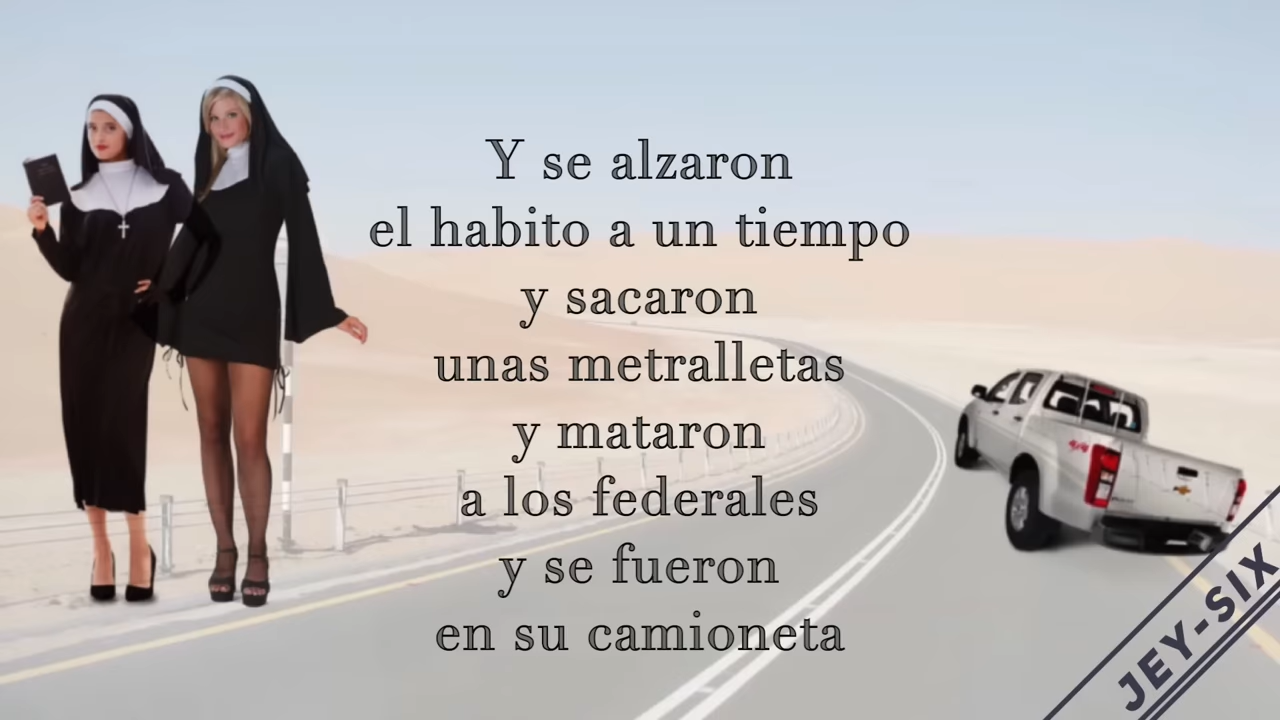 Y se alzaron
el habito a un tiempo
y sacaron
unas metralletas
y mataron
a los federales
y se fueron
en su camioneta
4x4
JEY-SIX